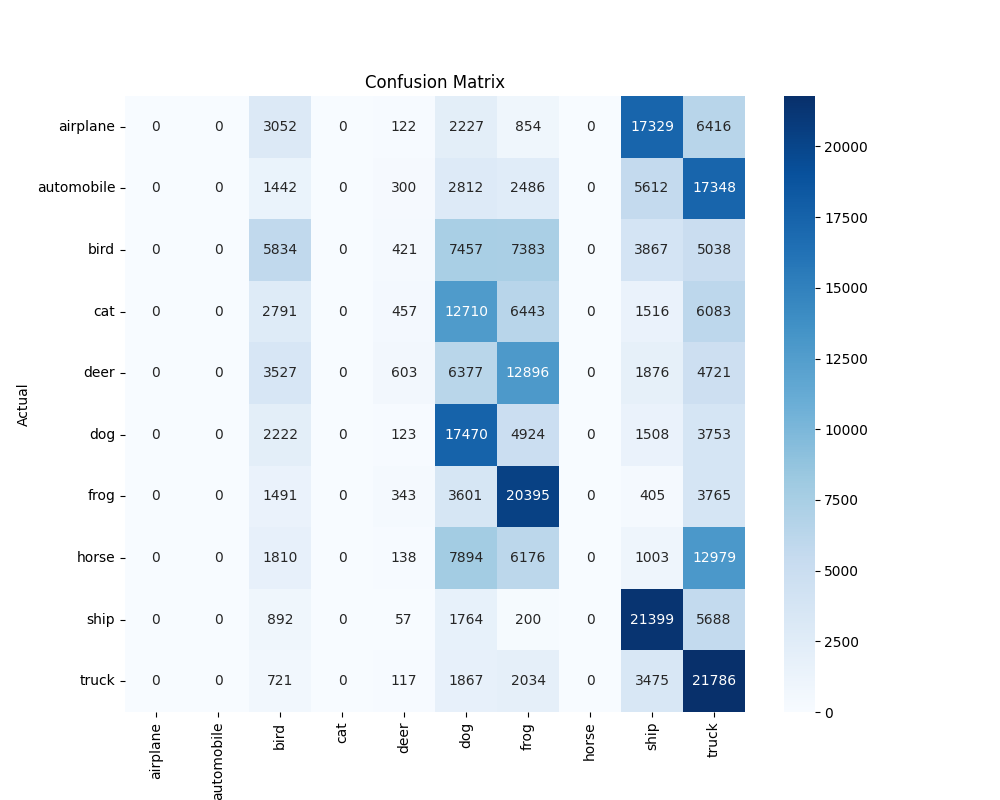 Confusion Matrix
airplane 0 0 3052 0 122 2227 854 0 17329 6416
automobile 0 0 1442 0 300 2812 2486 0 5612 17348
bird 0 0 5834 0 421 7457 7383 0 3867 5038
cat 0 0 2791 0 457 12710 6443 0 1516 6083
deer 0 0 3527 0 603 6377 12896 0 1876 4721
dog 0 0 2222 0 123 17470 4924 0 1508 3753
frog 0 0 1491 0 343 3601 20395 0 405 3765
horse 0 0 1810 0 138 7894 6176 0 1003 12979
ship 0 0 892 0 57 1764 200 0 21399 5688
truck 0 0 721 0 117 1867 2034 0 3475 21786
Actual
airplane automobile bird cat deer dog frog horse ship truck
20000
17500
15000
12500
10000
7500
5000
2500
0